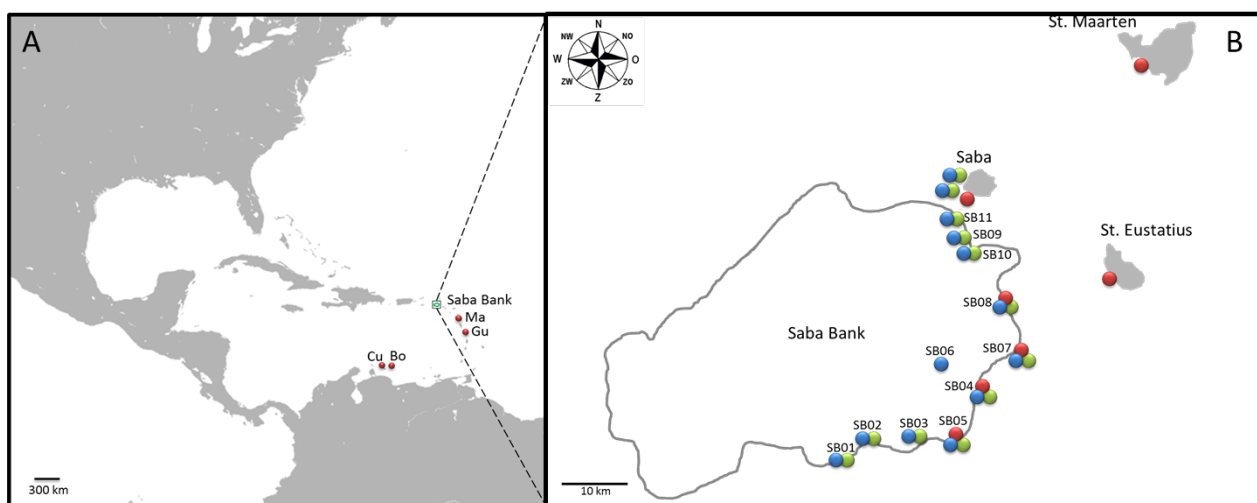 A
Saba Bank
Ma
Gu
Cu Bo
300 km
B
N
NW NO
W O
ZW ZO
Z
St. Maarten
Saba
SB11
SB09
SB10
St. Eustatius
SB08
Saba Bank
SB07
SB06
SB04
SB05
SB03
SB02
SB01
10 km